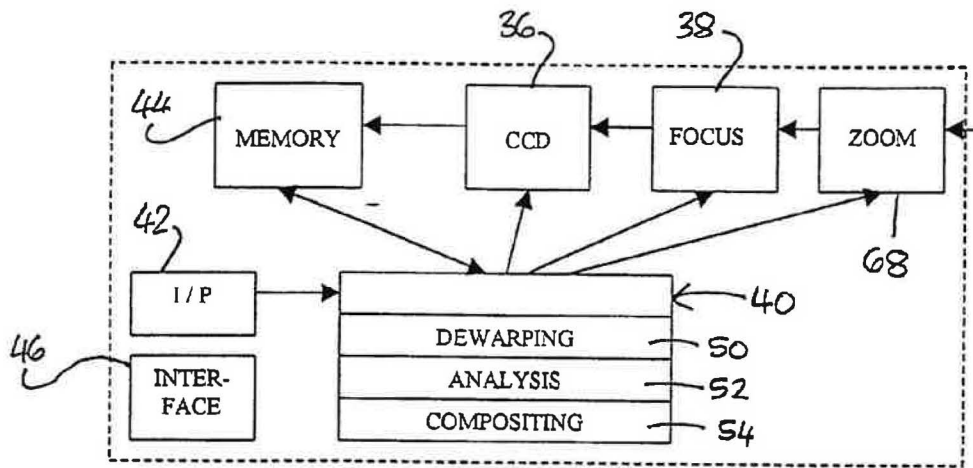 36
38
44
MEMORY
CCD
FOCUS
ZOOM
42
68
I / P
40
DEWARPING
50
46
INTER-
FACE
ANALYSIS
52
COMPOSITING
54